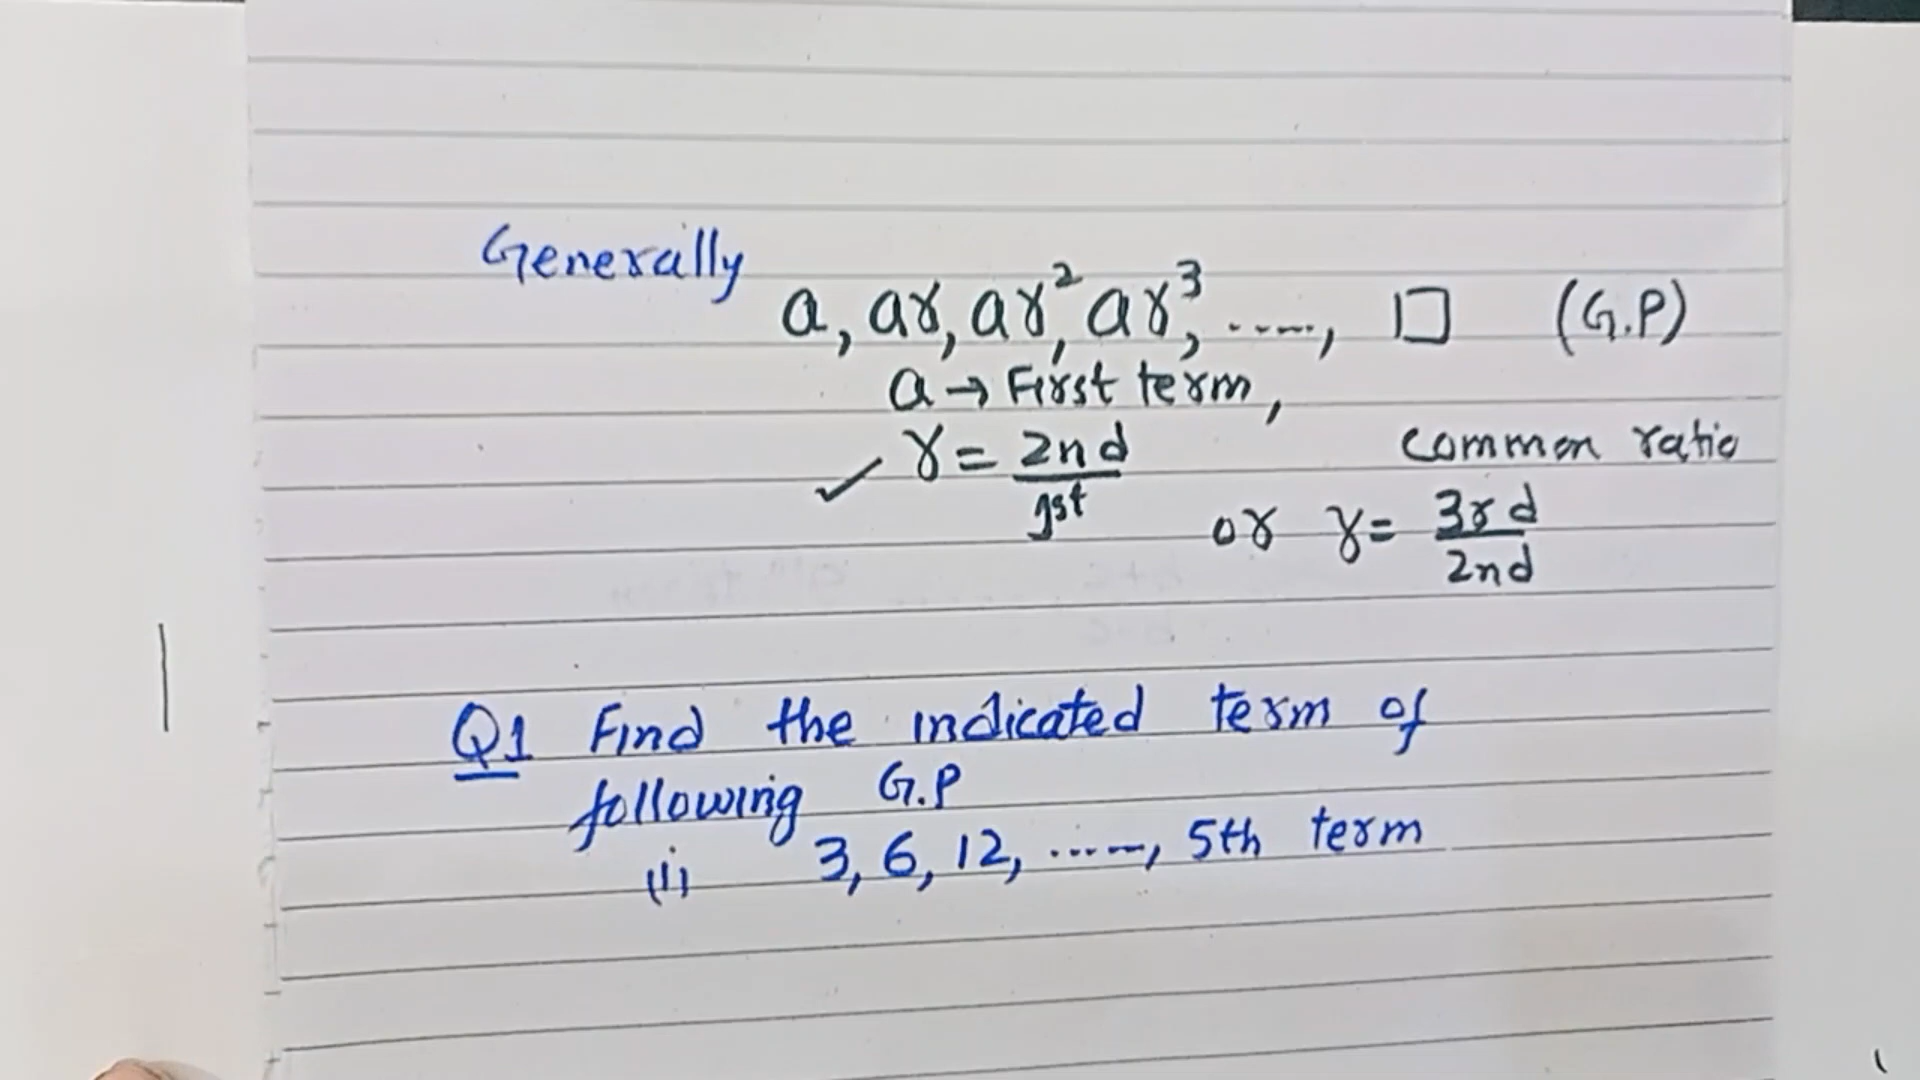 Generally
a, ar, ar², ar³, ....., □ (G.P)
a → First term,
r = 2nd/1st common ratio
or r = 3rd/2nd
Q1 Find the indicated term of
following G.P
(i) 3, 6, 12, ....., 5th term